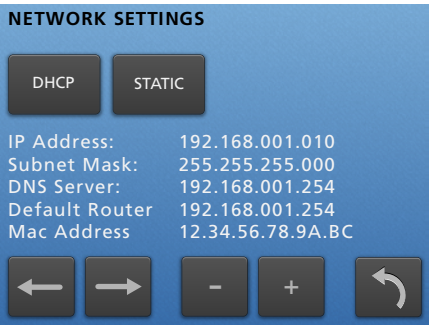 NETWORK SETTINGS
DHCP STATIC
IP Address: 192.168.001.010
Subnet Mask: 255.255.255.000
DNS Server: 192.168.001.254
Default Router 192.168.001.254
Mac Address 12.34.56.78.9A.BC
- +